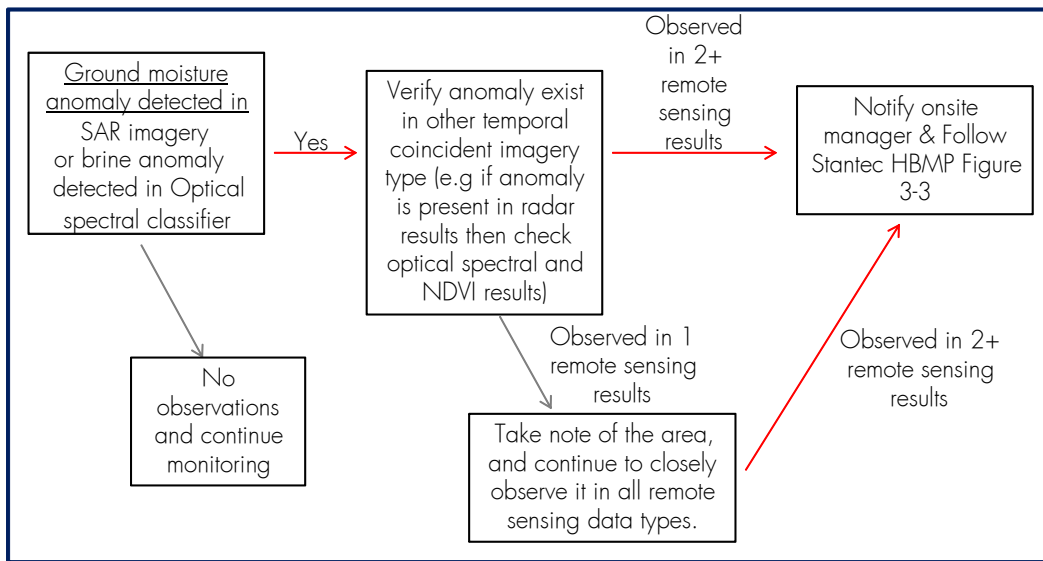 Ground moisture
anomaly detected in
SAR imagery
or brine anomaly
detected in Optical
spectral classifier
Yes
Verify anomaly exist
in other temporal
coincident imagery
type (e.g if anomaly
is present in radar
results then check
optical spectral and
NDVI results)
Observed
in 2+
remote
sensing
results
Notify onsite
manager & Follow
Stantec HBMP Figure
3-3
No
observations
and continue
monitoring
Observed in 1
remote sensing
results
Take note of the area,
and continue to closely
observe it in all remote
sensing data types.
Observed in 2+
remote sensing
results